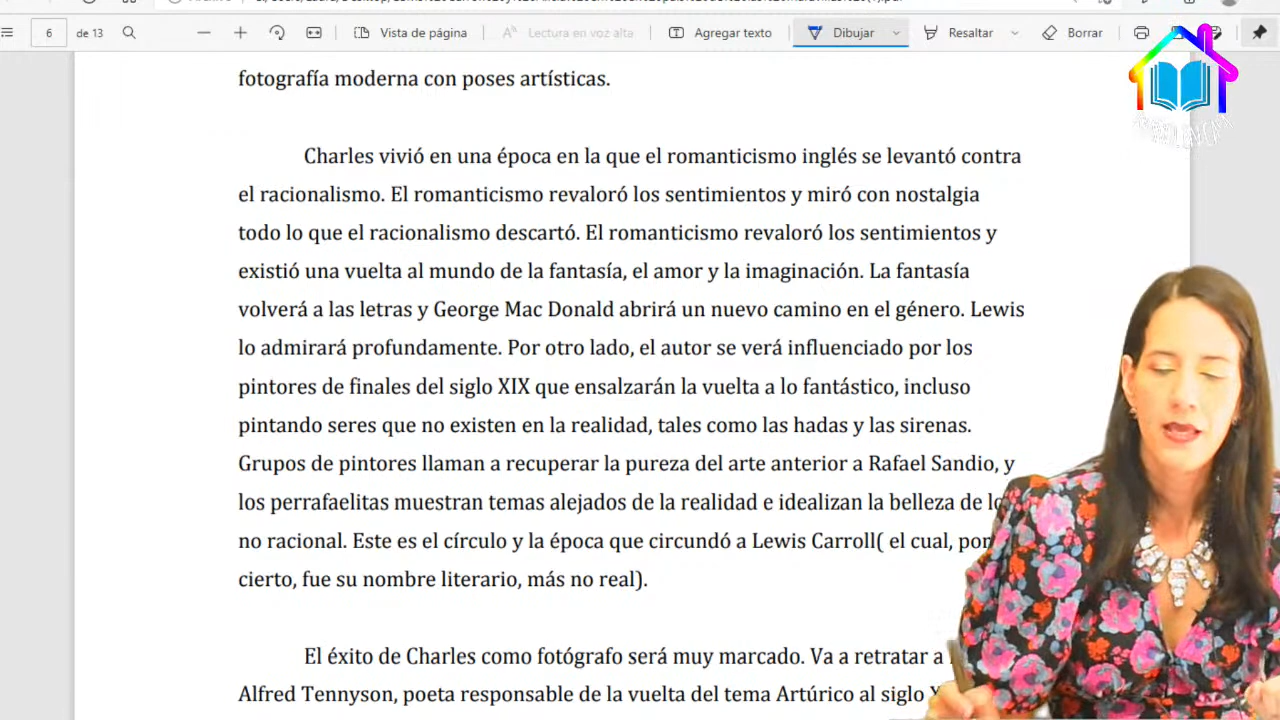 6 de 13
Vista de página
Lectura en voz alta
Agregar texto
Dibujar
Resaltar
Borrar
fotografía moderna con poses artísticas.
Charles vivió en una época en la que el romanticismo inglés se levantó contra
el racionalismo. El romanticismo revaloró los sentimientos y miró con nostalgia
todo lo que el racionalismo descartó. El romanticismo revaloró los sentimientos y
existió una vuelta al mundo de la fantasía, el amor y la imaginación. La fantasía
volverá a las letras y George Mac Donald abrirá un nuevo camino en el género. Lewis
lo admirará profundamente. Por otro lado, el autor se verá influenciado por los
pintores de finales del siglo XIX que ensalzarán la vuelta a lo fantástico, incluso
pintando seres que no existen en la realidad, tales como las hadas y las sirenas.
Grupos de pintores llaman a recuperar la pureza del arte anterior a Rafael Sandio, y
los perrafaelitas muestran temas alejados de la realidad e idealizan la belleza de
no racional. Este es el círculo y la época que circundó a Lewis Carroll( el cual, por
cierto, fue su nombre literario, más no real).
El éxito de Charles como fotógrafo será muy marcado. Va a retratar a
Alfred Tennyson, poeta responsable de la vuelta del tema Artúrico al siglo